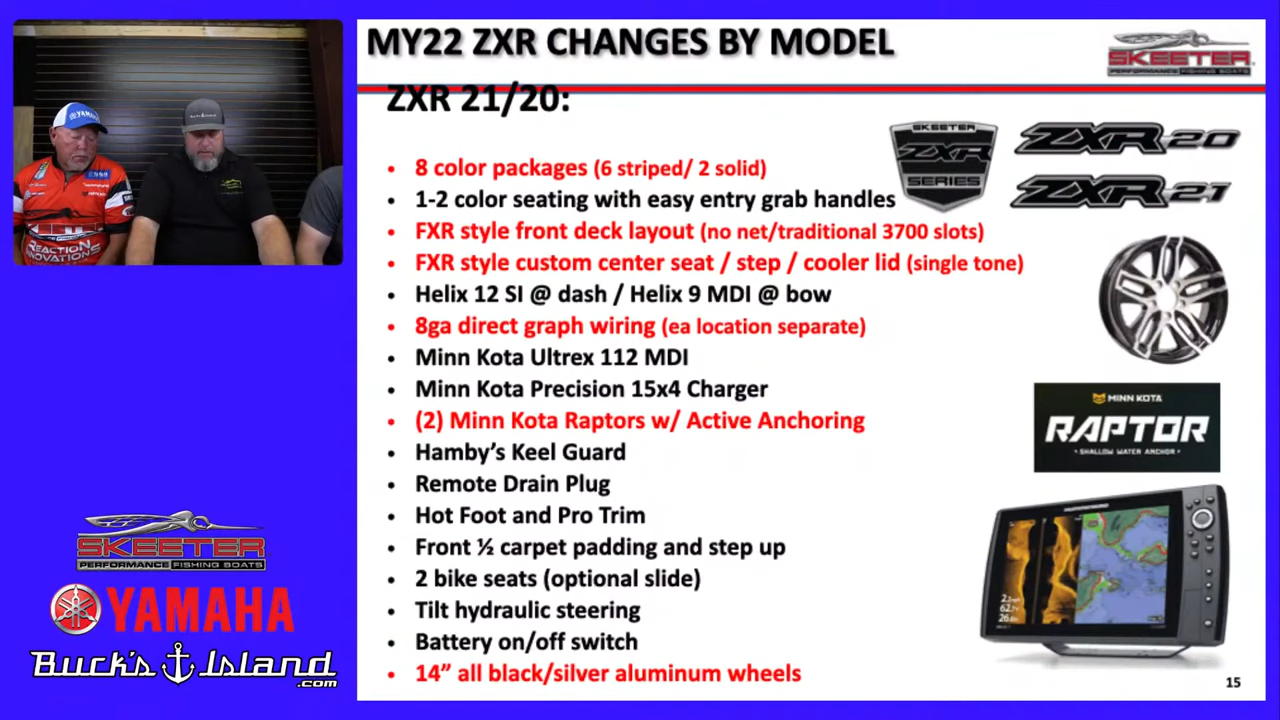 MY22 ZXR CHANGES BY MODEL
SKEETER
PERFORMANCE FISHING BOATS
ZXR 21/20:
SKEETER
ZXR
SERIES
ZXR 20
ZXR 21
• 8 color packages (6 striped/ 2 solid)
• 1-2 color seating with easy entry grab handles
• FXR style front deck layout (no net/traditional 3700 slots)
• FXR style custom center seat / step / cooler lid (single tone)
• Helix 12 SI @ dash / Helix 9 MDI @ bow
• 8ga direct graph wiring (ea location separate)
• Minn Kota Ultrex 112 MDI
• Minn Kota Precision 15x4 Charger
• (2) Minn Kota Raptors w/ Active Anchoring
• Hamby's Keel Guard
• Remote Drain Plug
• Hot Foot and Pro Trim
• Front ½ carpet padding and step up
• 2 bike seats (optional slide)
• Tilt hydraulic steering
• Battery on/off switch
• 14” all black/silver aluminum wheels
MINN KOTA
RAPTOR
SHALLOW WATER ANCHOR
15
YAMAHA
REACTION
INNOVATIONS
SKEETER
PERFORMANCE FISHING BOATS
YAMAHA
Buck's Island
.com